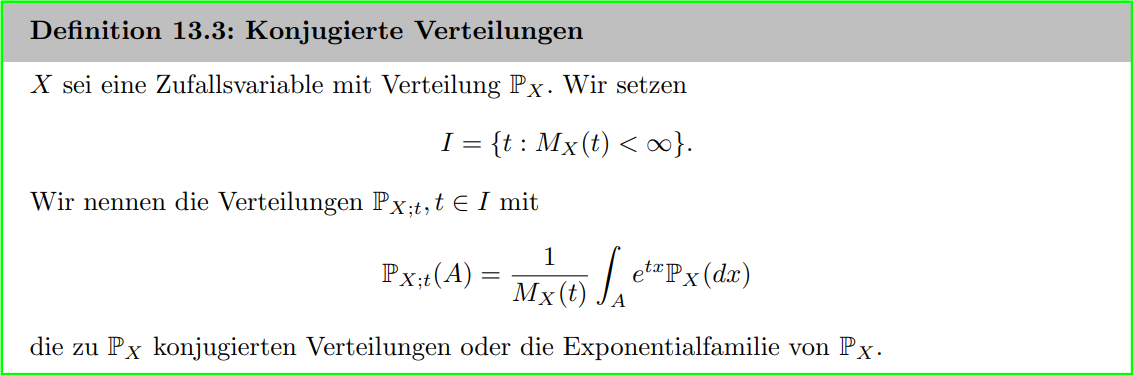 Definition 13.3: Konjugierte Verteilungen
X sei eine Zufallsvariable mit Verteilung ℙ_X. Wir setzen
I = {t : M_X(t) < ∞}.
Wir nennen die Verteilungen ℙ_{X;t}, t ∈ I mit
ℙ_{X;t}(A) = \frac{1}{M_X(t)} ∫_A e^{tx} ℙ_X(dx)
die zu ℙ_X konjugierten Verteilungen oder die Exponentialfamilie von ℙ_X.